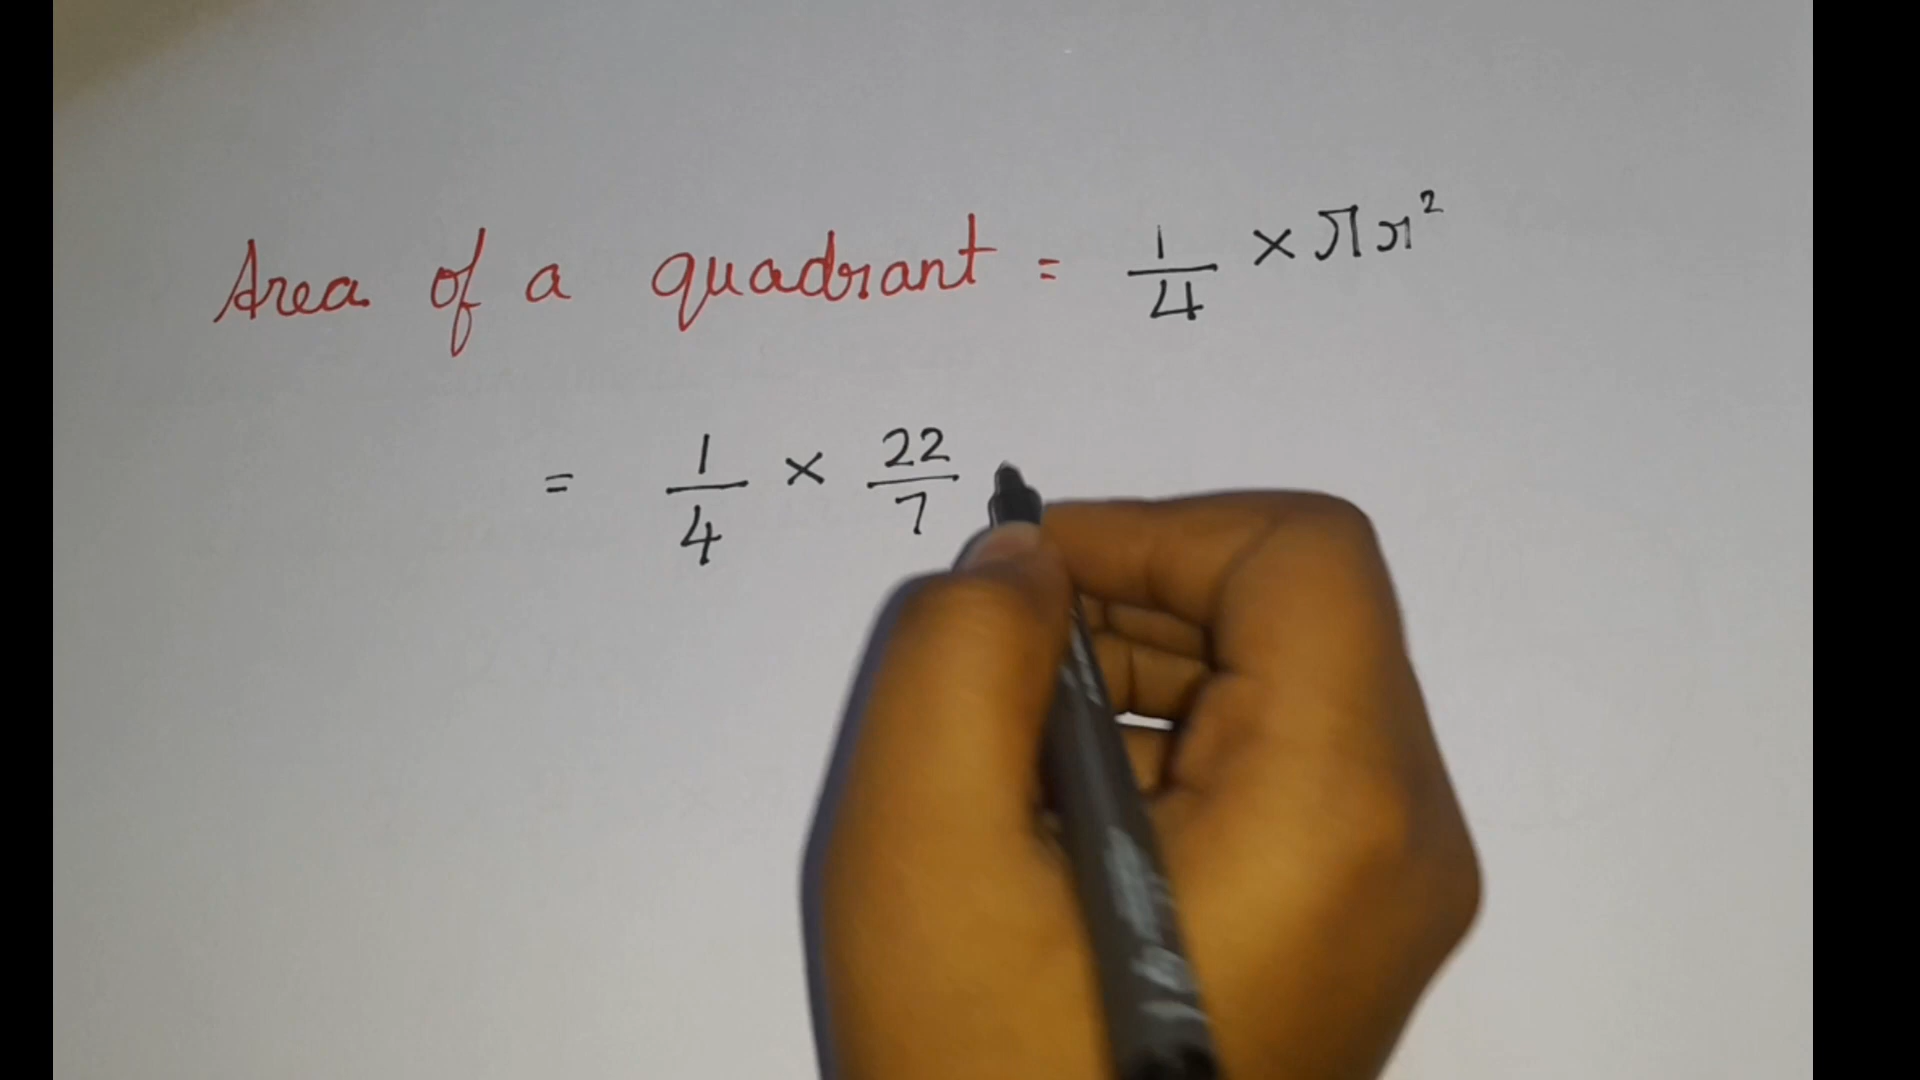 Area of a quadrant = 1/4 × πr²
= 1/4 × 22/7